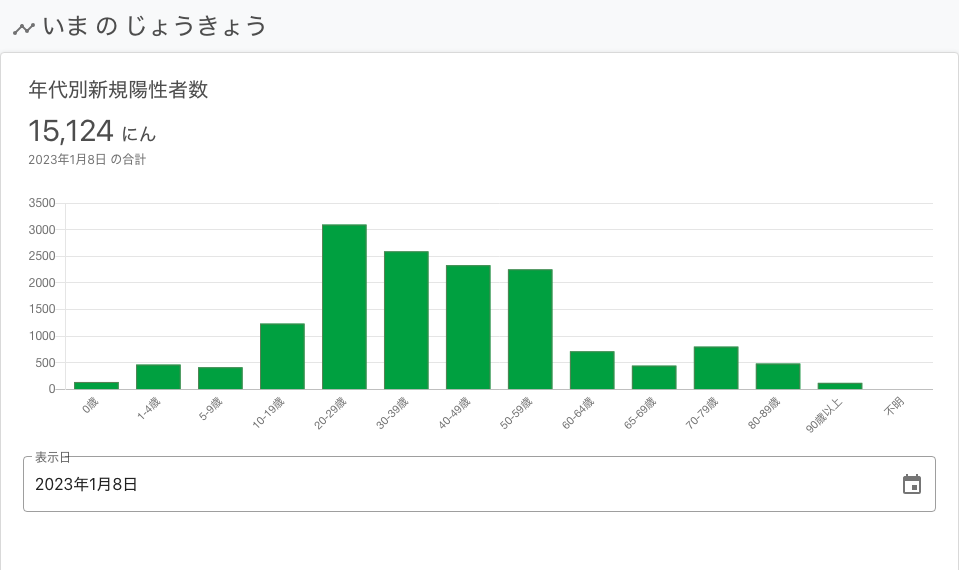 いま の じょうきょう
年代別新規陽性者数
15,124 にん
2023年1月8日 の合計
3500
3000
2500
2000
1500
1000
500
0
0歳
1-4歳
5-9歳
10-19歳
20-29歳
30-39歳
40-49歳
50-59歳
60-64歳
65-69歳
70-79歳
80-89歳
90歳以上
不明
表示日
2023年1月8日